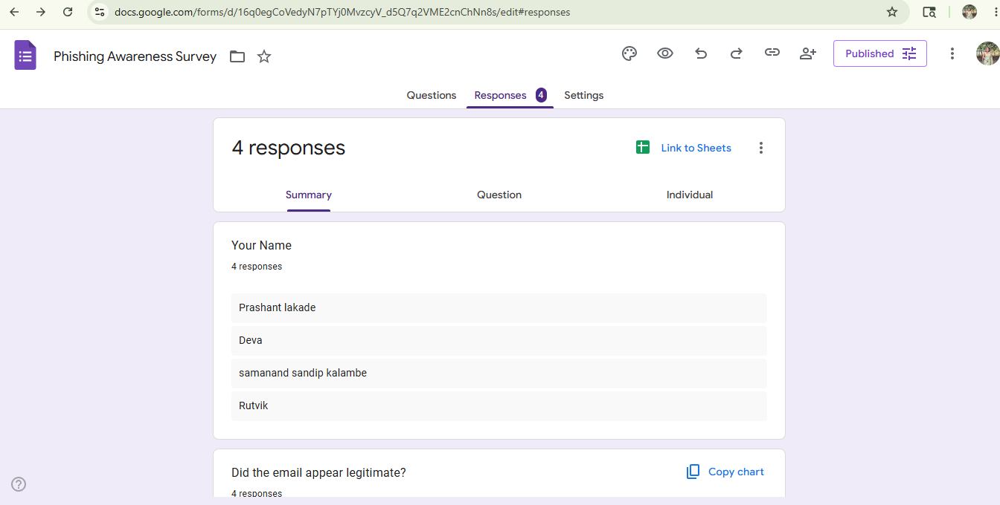 docs.google.com/forms/d/16q0egCoVedyN7pTYj0MvzcyV_d5Q7q2VME2cnChNn8s/edit#responses
Phishing Awareness Survey
Published
Questions
Responses 4
Settings
4 responses
Link to Sheets
Summary
Question
Individual
Your Name
4 responses
Prashant lakade
Deva
samanand sandip kalambe
Rutvik
Did the email appear legitimate?
Copy chart
4 responses